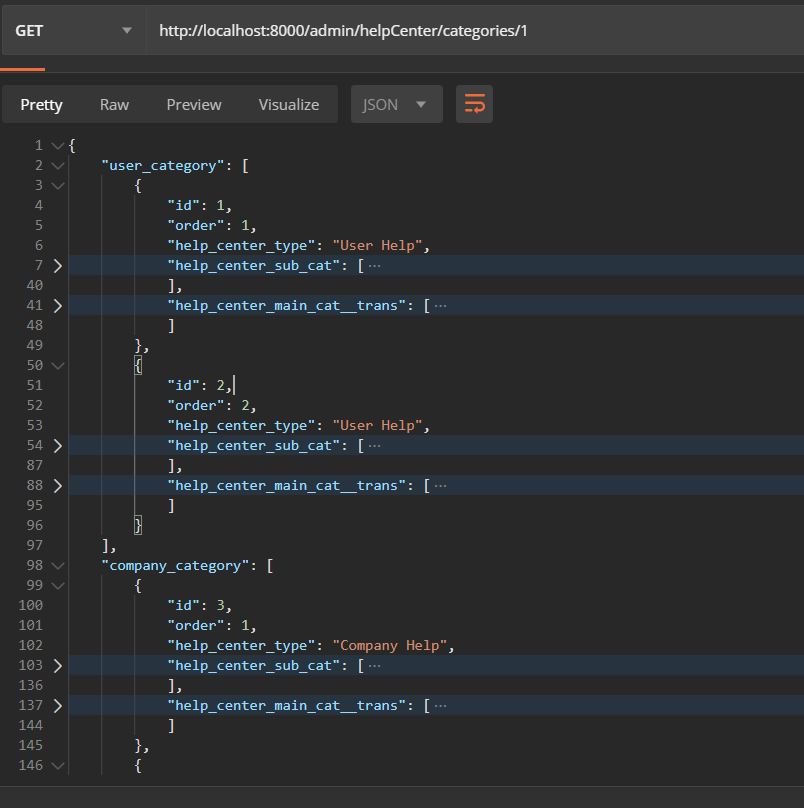 GET http://localhost:8000/admin/helpCenter/categories/1
Pretty Raw Preview Visualize JSON
1 {
2 "user_category": [
3 {
4 "id": 1,
5 "order": 1,
6 "help_center_type": "User Help",
7 "help_center_sub_cat": [ ···
40 ],
41 "help_center_main_cat__trans": [ ···
48 ]
49 },
50 {
51 "id": 2,
52 "order": 2,
53 "help_center_type": "User Help",
54 "help_center_sub_cat": [ ···
87 ],
88 "help_center_main_cat__trans": [ ···
95 ]
96 }
97 ],
98 "company_category": [
99 {
100 "id": 3,
101 "order": 1,
102 "help_center_type": "Company Help",
103 "help_center_sub_cat": [ ···
136 ],
137 "help_center_main_cat__trans": [ ···
144 ]
145 },
146 {